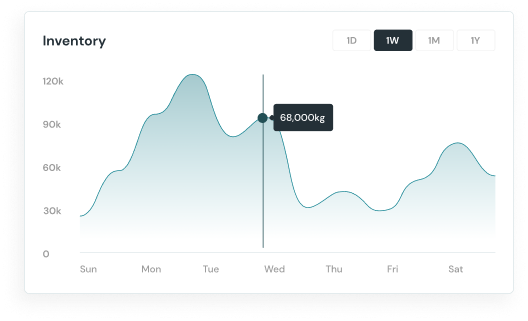 Inventory
1D 1W 1M 1Y
120k
90k
68,000kg
60k
30k
0
Sun Mon Tue Wed Thu Fri Sat